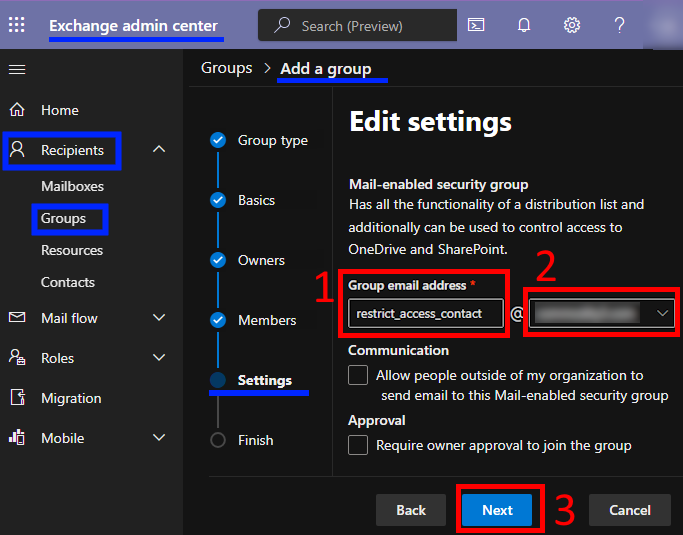 Exchange admin center
Search (Preview)
?
Groups > Add a group
Home
Recipients
Mailboxes
Groups
Resources
Contacts
Mail flow
Roles
Migration
Mobile
Group type
Basics
Owners
Members
Settings
Finish
Edit settings
Mail-enabled security group
Has all the functionality of a distribution list and
additionally can be used to control access to
OneDrive and SharePoint.
1
2
Group email address *
restrict_access_contact @
Communication
Allow people outside of my organization to
send email to this Mail-enabled security group
Approval
Require owner approval to join the group
Back
Next
3
Cancel